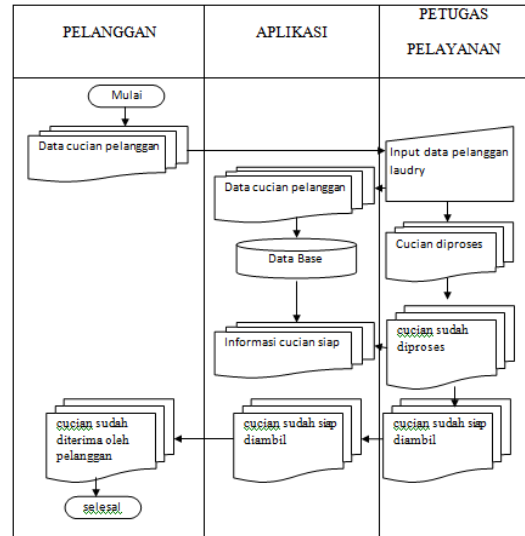 PELANGGAN
APLIKASI
PETUGAS
PELAYANAN
Mulai
Data cucian pelanggan
Input data pelanggan
laudry
Data cucian pelanggan
Cucian diproses
Data Base
Informasi cucian siap
cucian sudah
diproses
cucian sudah
diterima oleh
pelanggan
cucian sudah siap
diambil
cucian sudah siap
diambil
selesal